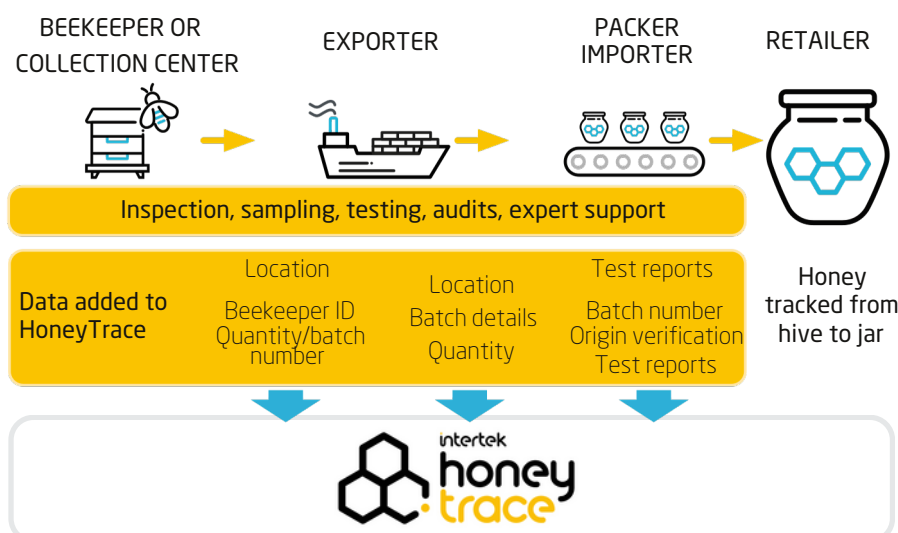 BEEKEEPER OR
COLLECTION CENTER
EXPORTER
PACKER
IMPORTER
RETAILER
Inspection, sampling, testing, audits, expert support
Data added to
HoneyTrace
Location
Beekeeper ID
Quantity/batch
number
Location
Batch details
Quantity
Test reports
Batch number
Origin verification
Test reports
Honey
tracked from
hive to jar
intertek
honey
trace